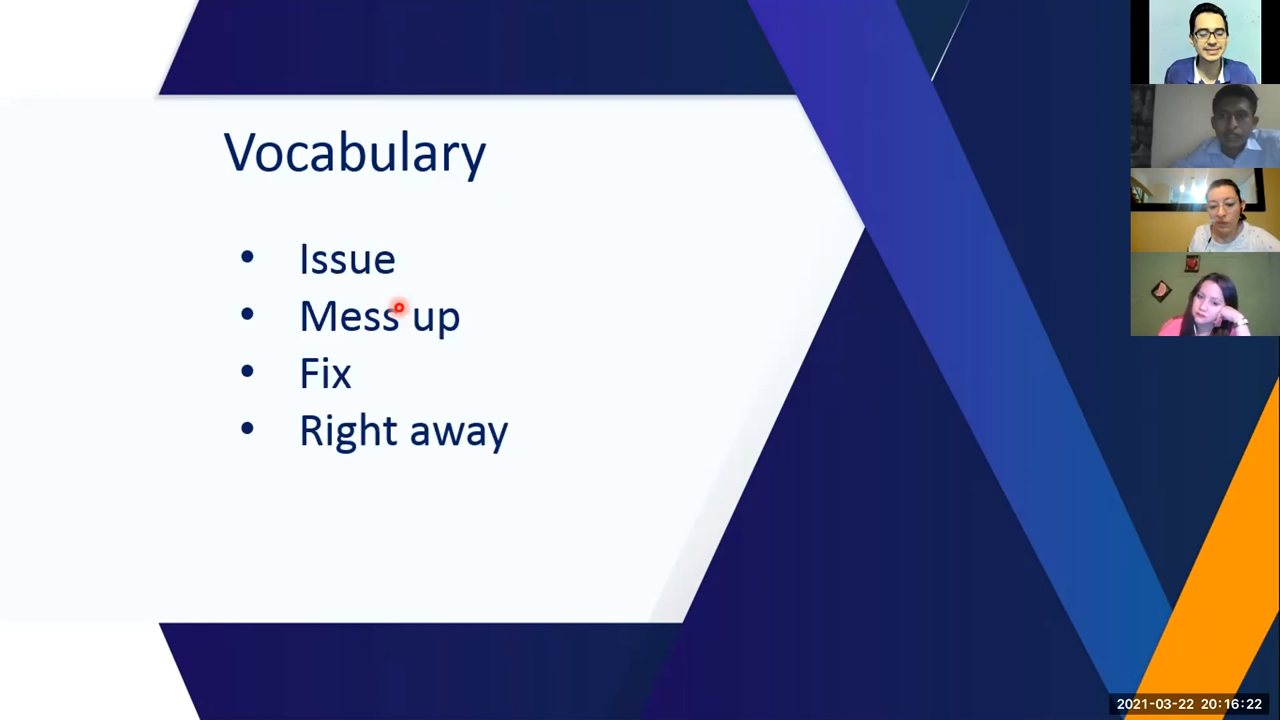 Vocabulary
• Issue
• Mess up
• Fix
• Right away
2021-03-22 20:16:22